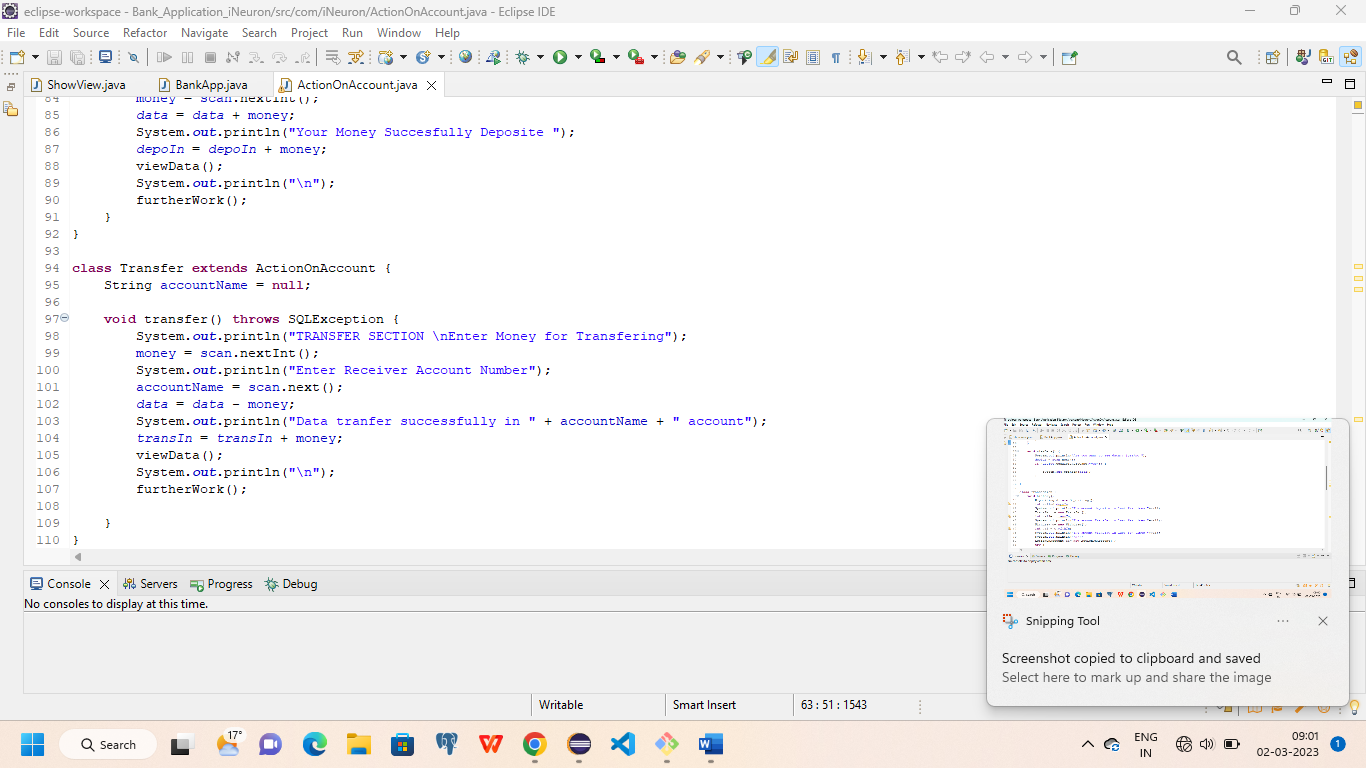 eclipse-workspace - Bank_Application_iNeuron/src/com/iNeuron/ActionOnAccount.java - Eclipse IDE
File Edit Source Refactor Navigate Search Project Run Window Help
ShowView.java BankApp.java ActionOnAccount.java
84 money = scan.nextInt();
85 data = data + money;
86 System.out.println("Your Money Succesfully Deposite ");
87 depoIn = depoIn + money;
88 viewData();
89 System.out.println("\n");
90 furtherWork();
91 }
92 }
93
94 class Transfer extends ActionOnAccount {
95 String accountName = null;
96
97 void transfer() throws SQLException {
98 System.out.println("TRANSFER SECTION \nEnter Money for Transfering");
99 money = scan.nextInt();
100 System.out.println("Enter Receiver Account Number");
101 accountName = scan.next();
102 data = data - money;
103 System.out.println("Data tranfer successfully in " + accountName + " account");
104 transIn = transIn + money;
105 viewData();
106 System.out.println("\n");
107 furtherWork();
108
109 }
110 }
Console Servers Progress Debug
No consoles to display at this time.
Snipping Tool
Screenshot copied to clipboard and saved
Select here to mark up and share the image
Writable Smart Insert 63 : 51 : 1543
17°
Search
ENG
IN
09:01
02-03-2023
1